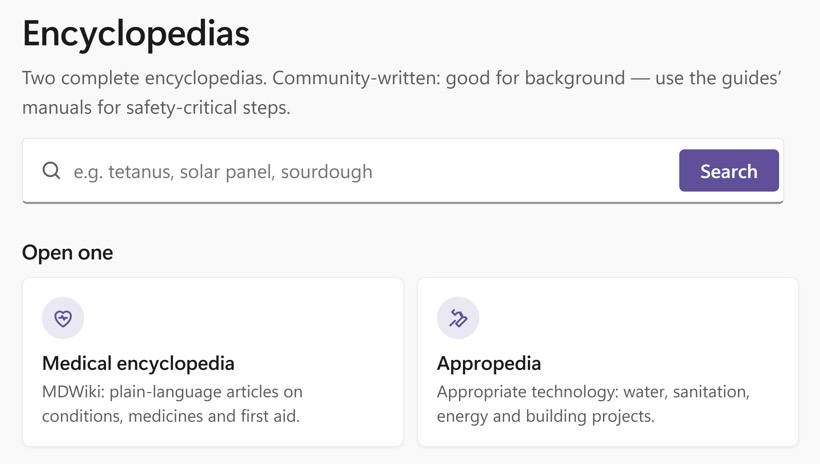 Encyclopedias
Two complete encyclopedias. Community-written: good for background — use the guides’
manuals for safety-critical steps.
e.g. tetanus, solar panel, sourdough
Search
Open one
Medical encyclopedia
MDWiki: plain-language articles on
conditions, medicines and first aid.
Appropedia
Appropriate technology: water, sanitation,
energy and building projects.